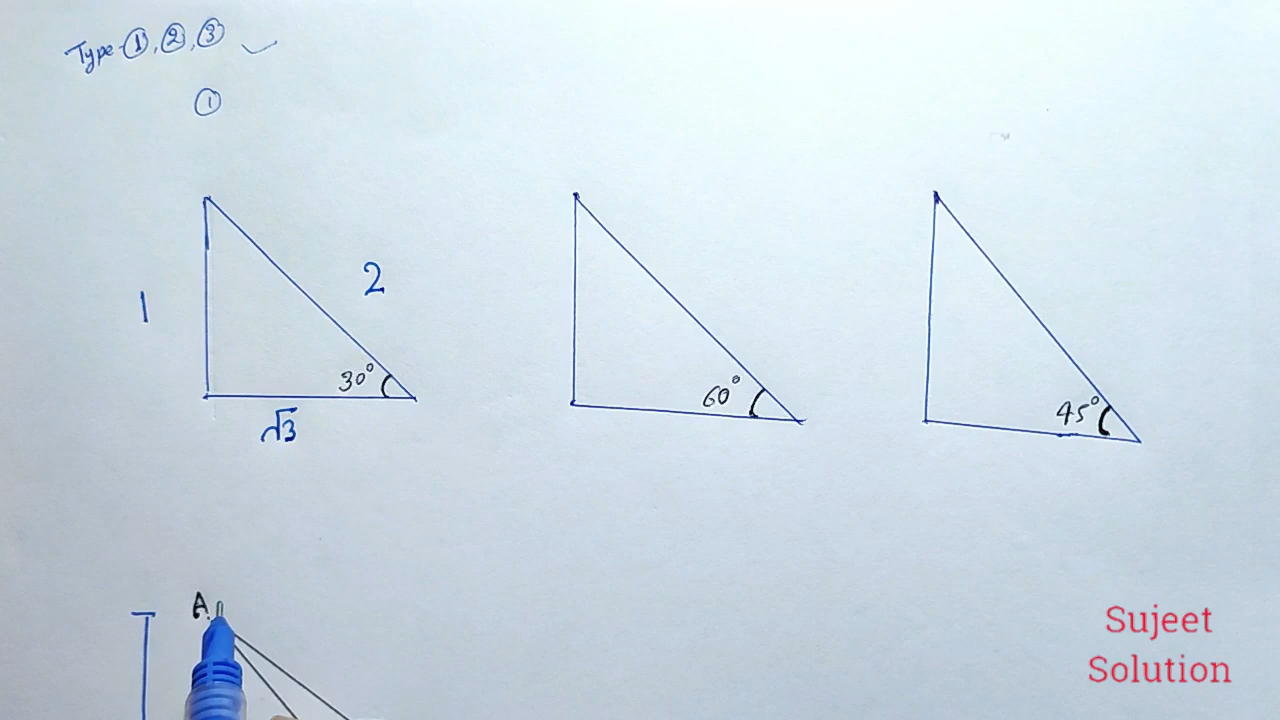 Type-①, ②, ③
①
1
2
30°
√3
60°
45°
A
Sujeet
Solution